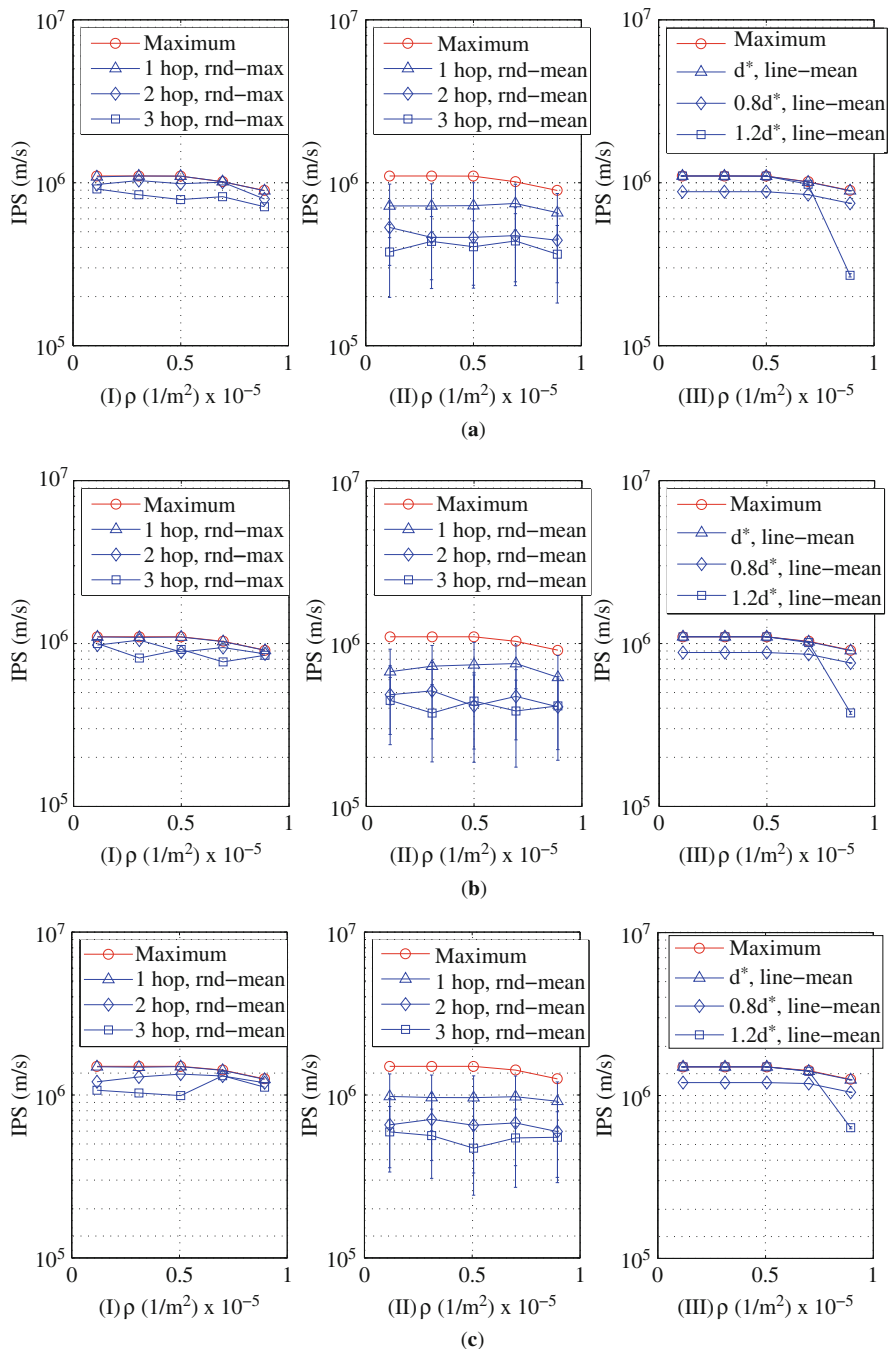 10^7
Maximum
1 hop, rnd−max
2 hop, rnd−max
3 hop, rnd−max
10^6
IPS (m/s)
10^5
0
0.5
1
(I) ρ (1/m^2) x 10^−5
10^7
Maximum
1 hop, rnd−mean
2 hop, rnd−mean
3 hop, rnd−mean
10^6
IPS (m/s)
10^5
0
0.5
1
(II) ρ (1/m^2) x 10^−5
10^7
Maximum
d*, line−mean
0.8d*, line−mean
1.2d*, line−mean
10^6
IPS (m/s)
10^5
0
0.5
1
(III) ρ (1/m^2) x 10^−5
(a)
10^7
Maximum
1 hop, rnd−max
2 hop, rnd−max
3 hop, rnd−max
10^6
IPS (m/s)
10^5
0
0.5
1
(I) ρ (1/m^2) x 10^−5
10^7
Maximum
1 hop, rnd−mean
2 hop, rnd−mean
3 hop, rnd−mean
10^6
IPS (m/s)
10^5
0
0.5
1
(II) ρ (1/m^2) x 10^−5
10^7
Maximum
d*, line−mean
0.8d*, line−mean
1.2d*, line−mean
10^6
IPS (m/s)
10^5
0
0.5
1
(III) ρ (1/m^2) x 10^−5
(b)
10^7
Maximum
1 hop, rnd−mean
2 hop, rnd−mean
3 hop, rnd−mean
10^6
IPS (m/s)
10^5
0
0.5
1
(I) ρ (1/m^2) x 10^−5
10^7
Maximum
1 hop, rnd−mean
2 hop, rnd−mean
3 hop, rnd−mean
10^6
IPS (m/s)
10^5
0
0.5
1
(II) ρ (1/m^2) x 10^−5
10^7
Maximum
d*, line−mean
0.8d*, line−mean
1.2d*, line−mean
10^6
IPS (m/s)
10^5
0
0.5
1
(III) ρ (1/m^2) x 10^−5
(c)